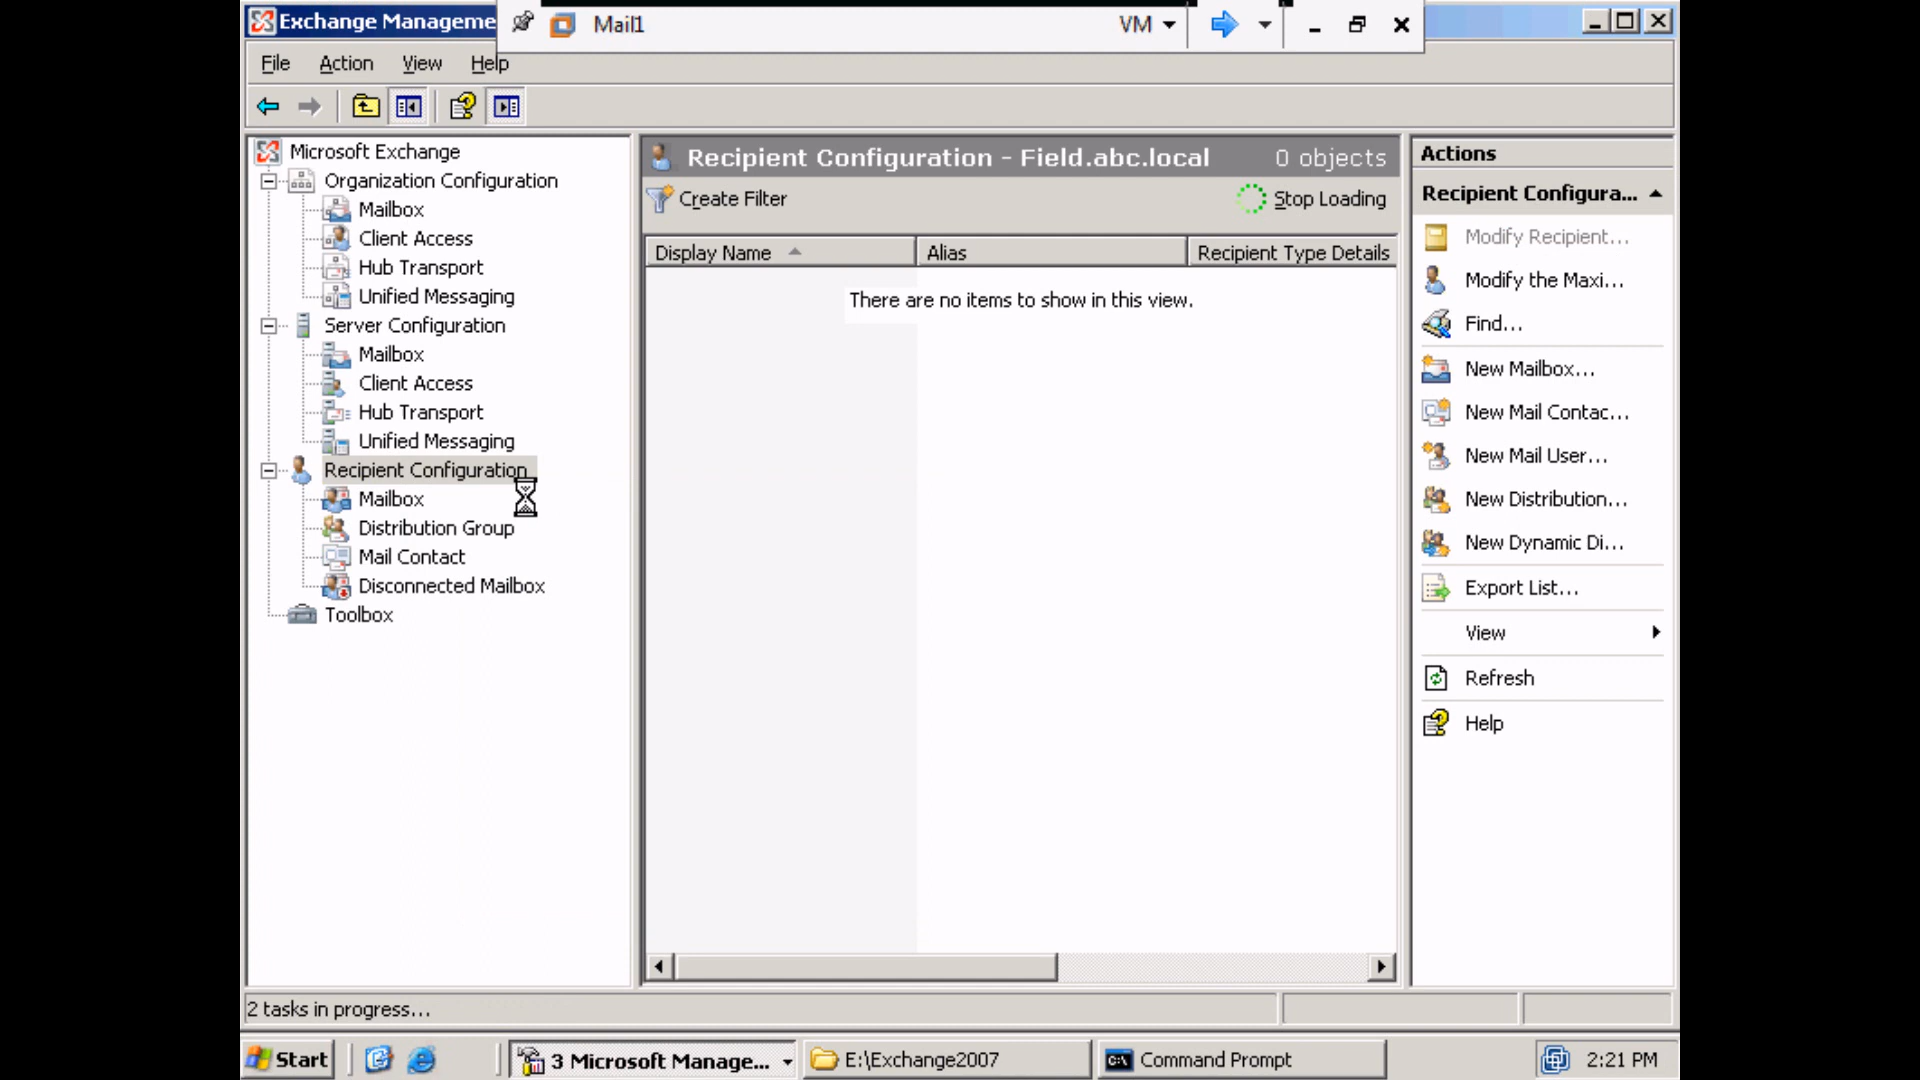 Exchange Manageme
Mail1
VM
File Action View Help
Microsoft Exchange
Organization Configuration
Mailbox
Client Access
Hub Transport
Unified Messaging
Server Configuration
Mailbox
Client Access
Hub Transport
Unified Messaging
Recipient Configuration
Mailbox
Distribution Group
Mail Contact
Disconnected Mailbox
Toolbox
Recipient Configuration - Field.abc.local 0 objects
Create Filter
Stop Loading
Display Name Alias Recipient Type Details
There are no items to show in this view.
Actions
Recipient Configura...
Modify Recipient...
Modify the Maxi...
Find...
New Mailbox...
New Mail Contac...
New Mail User...
New Distribution...
New Dynamic Di...
Export List...
View
Refresh
Help
2 tasks in progress...
Start
3 Microsoft Manage...
E:\Exchange2007
Command Prompt
2:21 PM